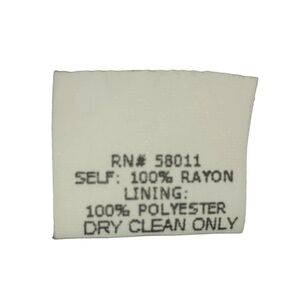 RN# 58011
SELF: 100% RAYON
LINING:
100% POLYESTER
DRY CLEAN ONLY